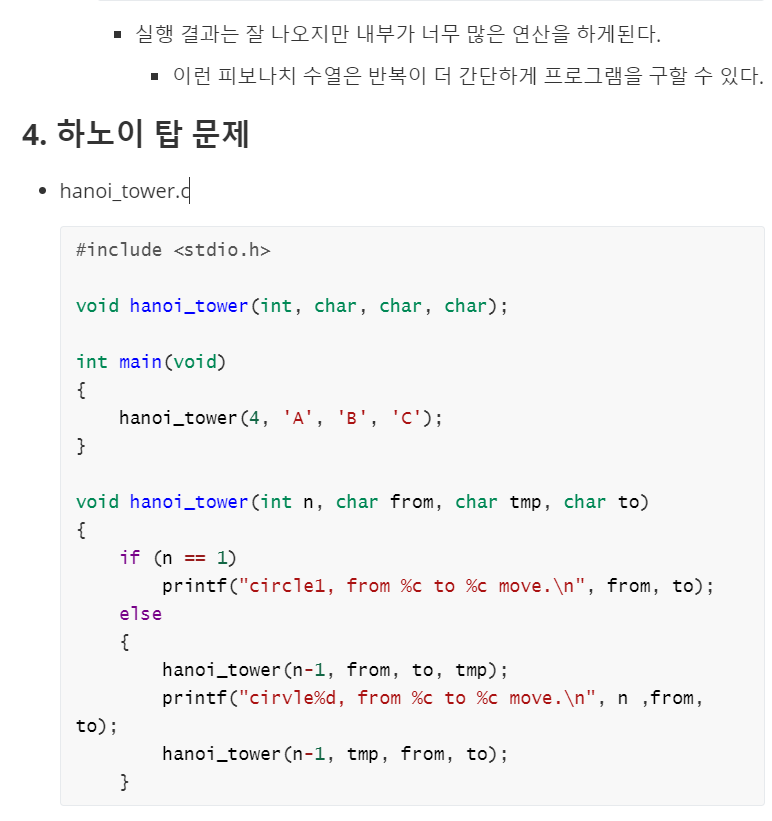 실행 결과는 잘 나오지만 내부가 너무 많은 연산을 하게된다.
이런 피보나치 수열은 반복이 더 간단하게 프로그램을 구할 수 있다.
4. 하노이 탑 문제
hanoi_tower.c
#include <stdio.h>
void hanoi_tower(int, char, char, char);
int main(void)
{
    hanoi_tower(4, 'A', 'B', 'C');
}
void hanoi_tower(int n, char from, char tmp, char to)
{
    if (n == 1)
        printf("circle1, from %c to %c move.\n", from, to);
    else
    {
        hanoi_tower(n-1, from, to, tmp);
        printf("cirvle%d, from %c to %c move.\n", n ,from,
to);
        hanoi_tower(n-1, tmp, from, to);
    }